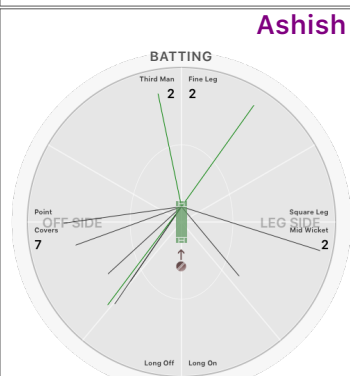 Ashish
BATTING
Third Man Fine Leg
2 2
Point Square Leg
OFF SIDE LEG SIDE
Covers Mid Wicket
7 2
Long Off Long On